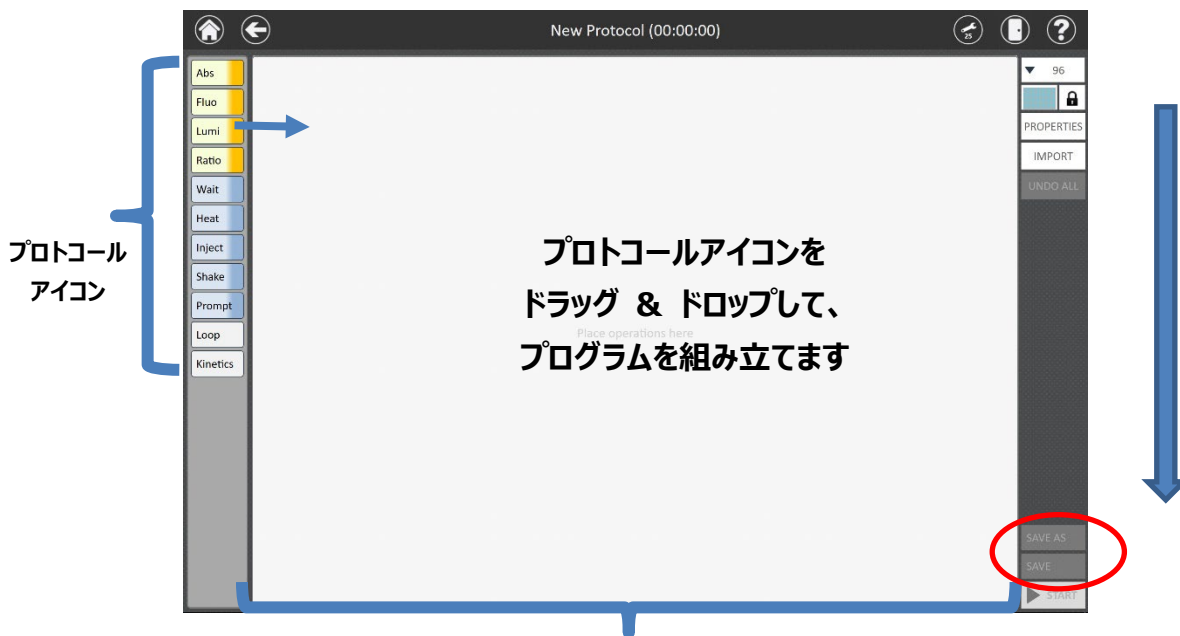 New Protocol (00:00:00)
25
?
Abs
Fluo
Lumi
Ratio
Wait
Heat
Inject
Shake
Prompt
Loop
Kinetics
プロトコール
アイコン
プロトコールアイコンを
ドラッグ & ドロップして、
Place operations here
プログラムを組み立てます
96
PROPERTIES
IMPORT
UNDO ALL
SAVE AS
SAVE
START